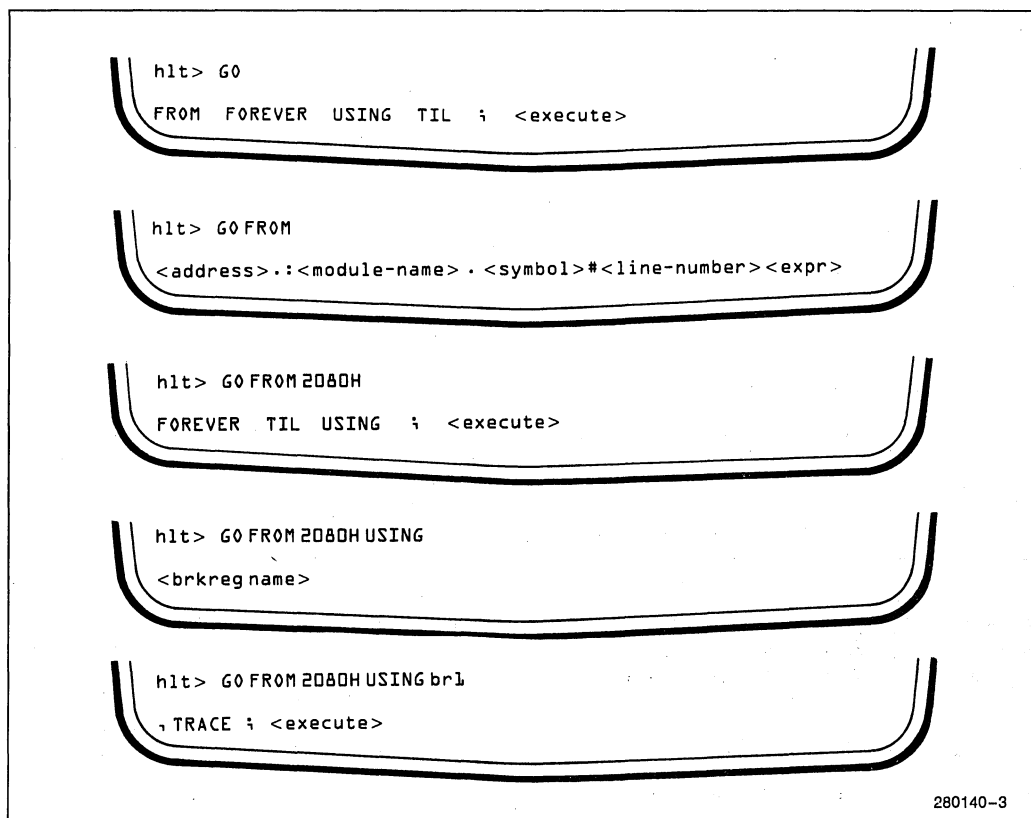 hlt> GO
FROM FOREVER USING TIL ; <execute>
hlt> GO FROM
<address>.:<module-name>.<symbol>#<line-number><expr>
hlt> GO FROM 2080H
FOREVER TIL USING ; <execute>
hlt> GO FROM 2080H USING
<brkreg name>
hlt> GO FROM 2080H USING br1
, TRACE ; <execute>
280140-3